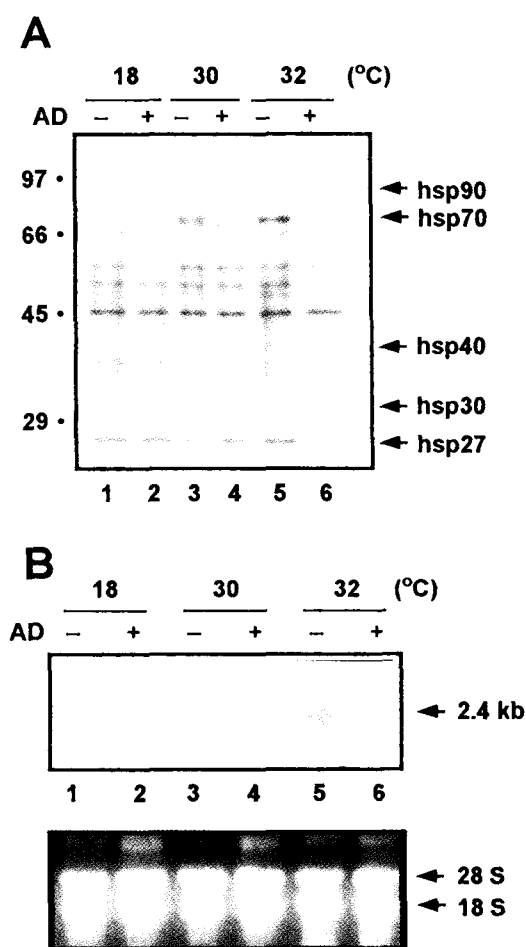 A
18 30 32 (°C)
AD – + – + – +
97 •
hsp90
hsp70
66 •
45 •
hsp40
hsp30
29 •
hsp27
1 2 3 4 5 6
B
18 30 32 (°C)
AD – + – + – +
2.4 kb
1 2 3 4 5 6
28 S
18 S